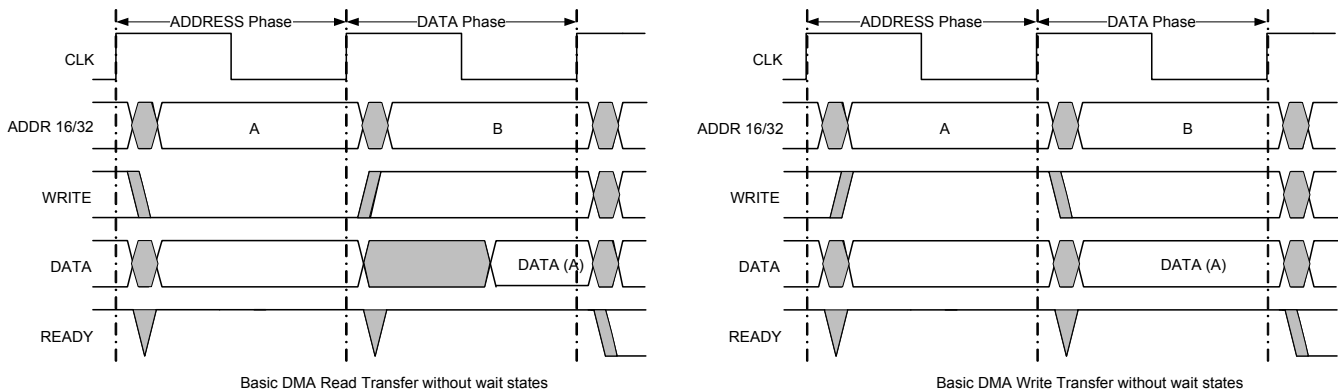 ADDRESS Phase DATA Phase
CLK
ADDR 16/32 A B
WRITE
DATA DATA (A)
READY
Basic DMA Read Transfer without wait states
ADDRESS Phase DATA Phase
CLK
ADDR 16/32 A B
WRITE
DATA DATA (A)
READY
Basic DMA Write Transfer without wait states